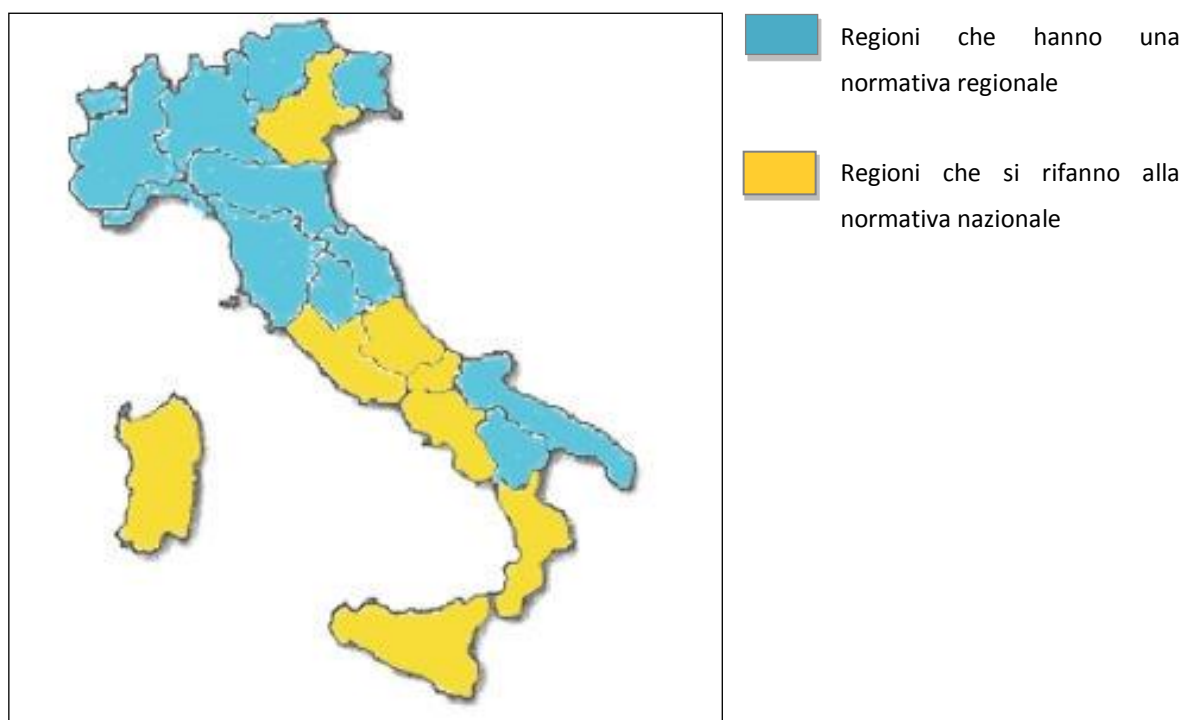 Regioni che hanno una
normativa regionale
Regioni che si rifanno alla
normativa nazionale